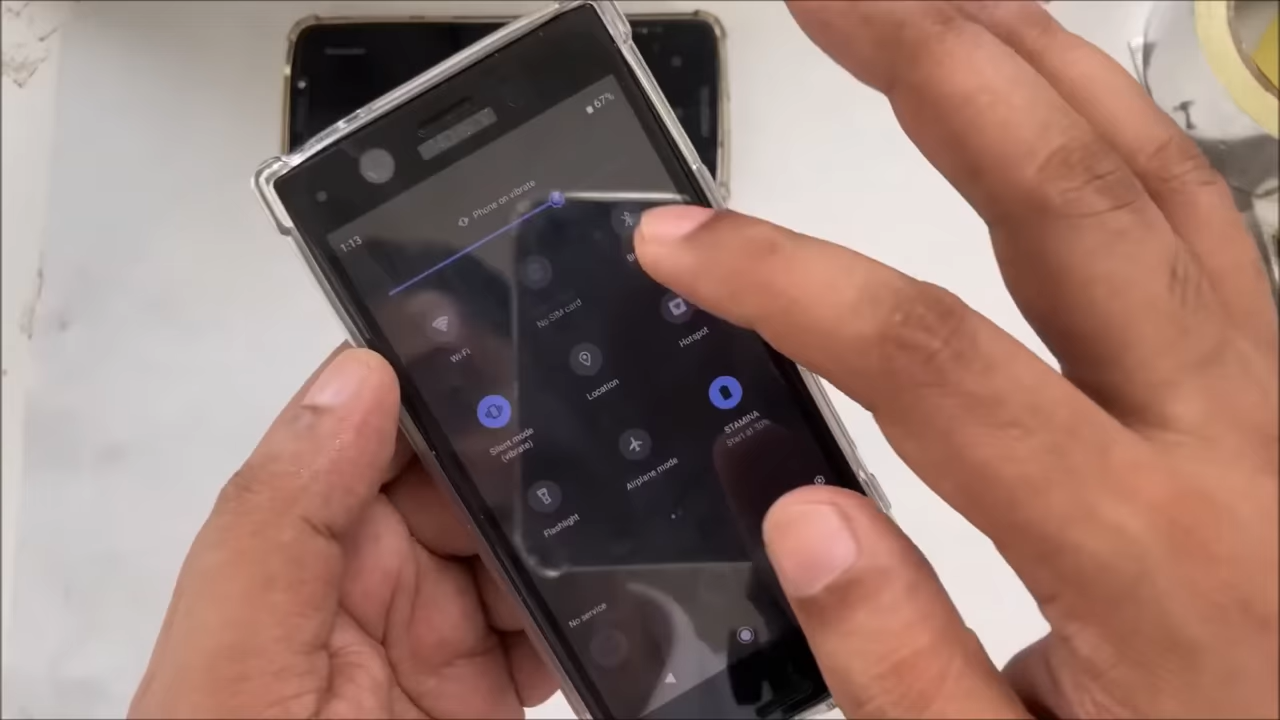 67%
1:13
Phone on vibrate
Wi-Fi
No SIM card
Silent mode
(vibrate)
Location
Hotspot
Flashlight
Airplane mode
STAMINA
Start at 30%
No service